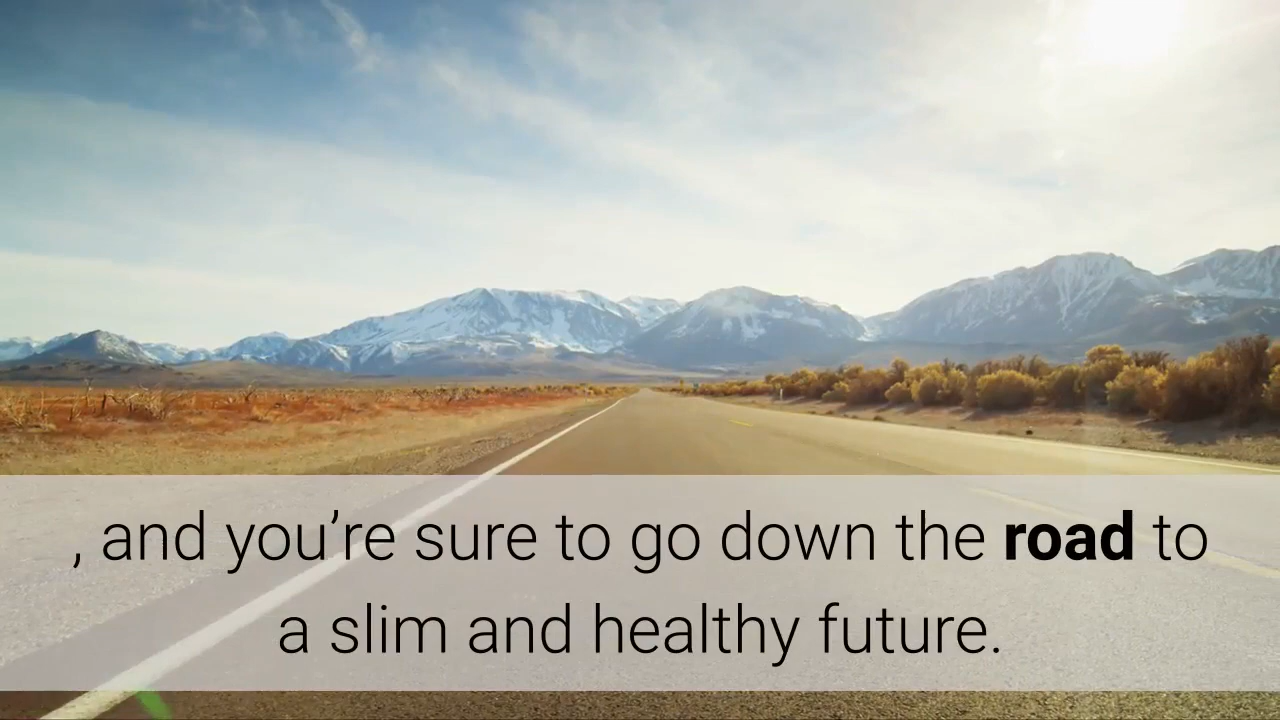 , and you’re sure to go down the road to
a slim and healthy future.